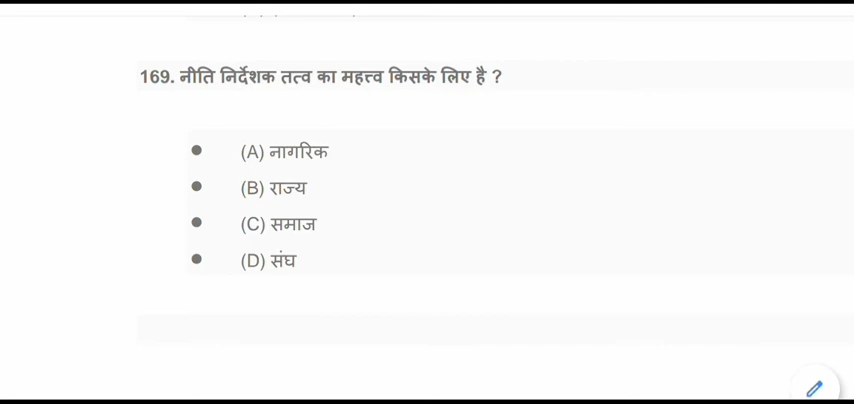 169. नीति निर्देशक तत्व का महत्त्व किसके लिए है ?
(A) नागरिक
(B) राज्य
(C) समाज
(D) संघ